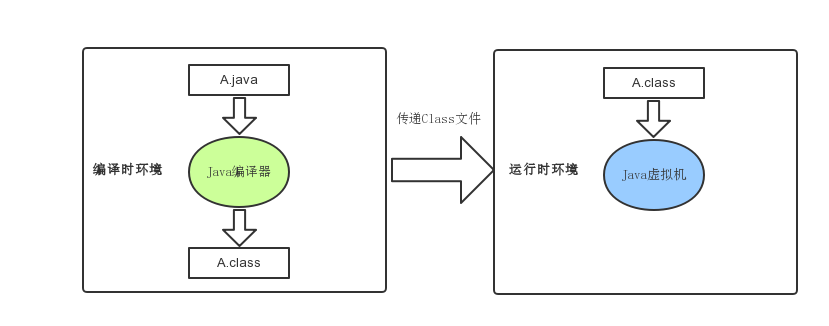 A.java
编译时环境
Java编译器
A.class
传递Class文件
A.class
运行时环境
Java虚拟机